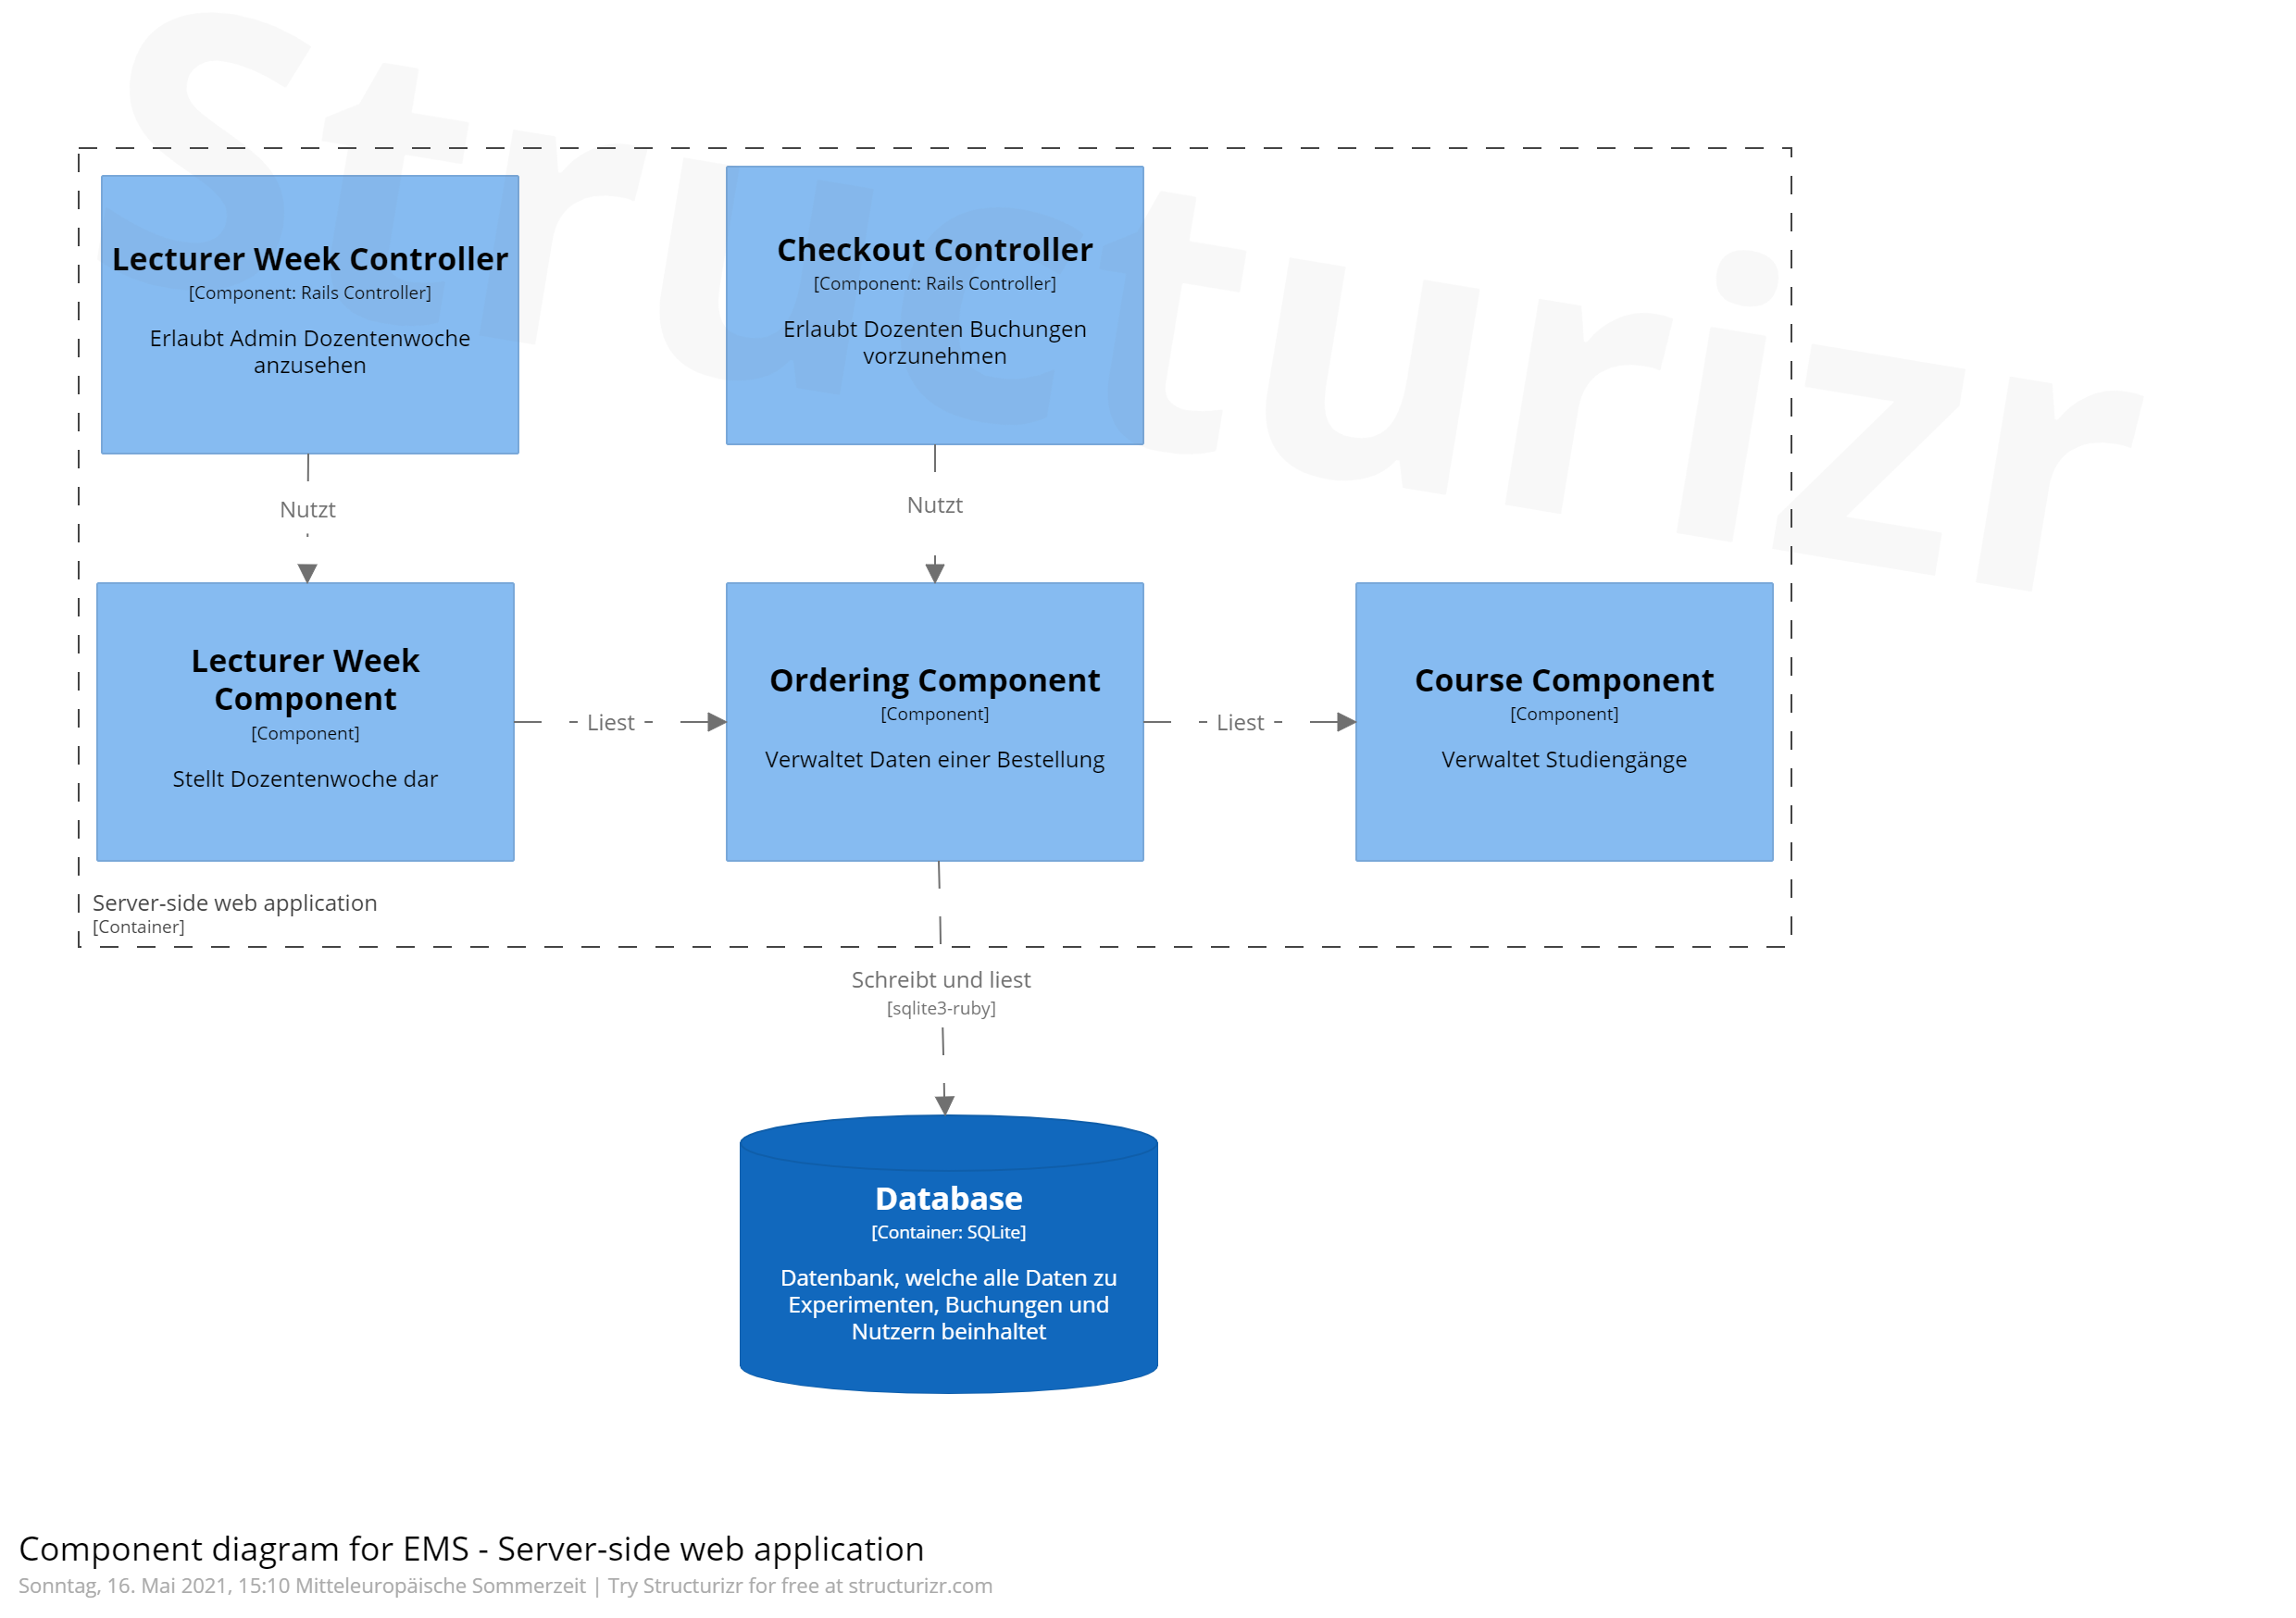 Structurizr
Lecturer Week Controller
[Component: Rails Controller]
Erlaubt Admin Dozentenwoche
anzusehen
Checkout Controller
[Component: Rails Controller]
Erlaubt Dozenten Buchungen
vorzunehmen
Nutzt
Nutzt
Lecturer Week
Component
[Component]
Stellt Dozentenwoche dar
Liest
Ordering Component
[Component]
Verwaltet Daten einer Bestellung
Liest
Course Component
[Component]
Verwaltet Studiengänge
Server-side web application
[Container]
Schreibt und liest
[sqlite3-ruby]
Database
[Container: SQLite]
Datenbank, welche alle Daten zu
Experimenten, Buchungen und
Nutzern beinhaltet
Component diagram for EMS - Server-side web application
Sonntag, 16. Mai 2021, 15:10 Mitteleuropäische Sommerzeit | Try Structurizr for free at structurizr.com